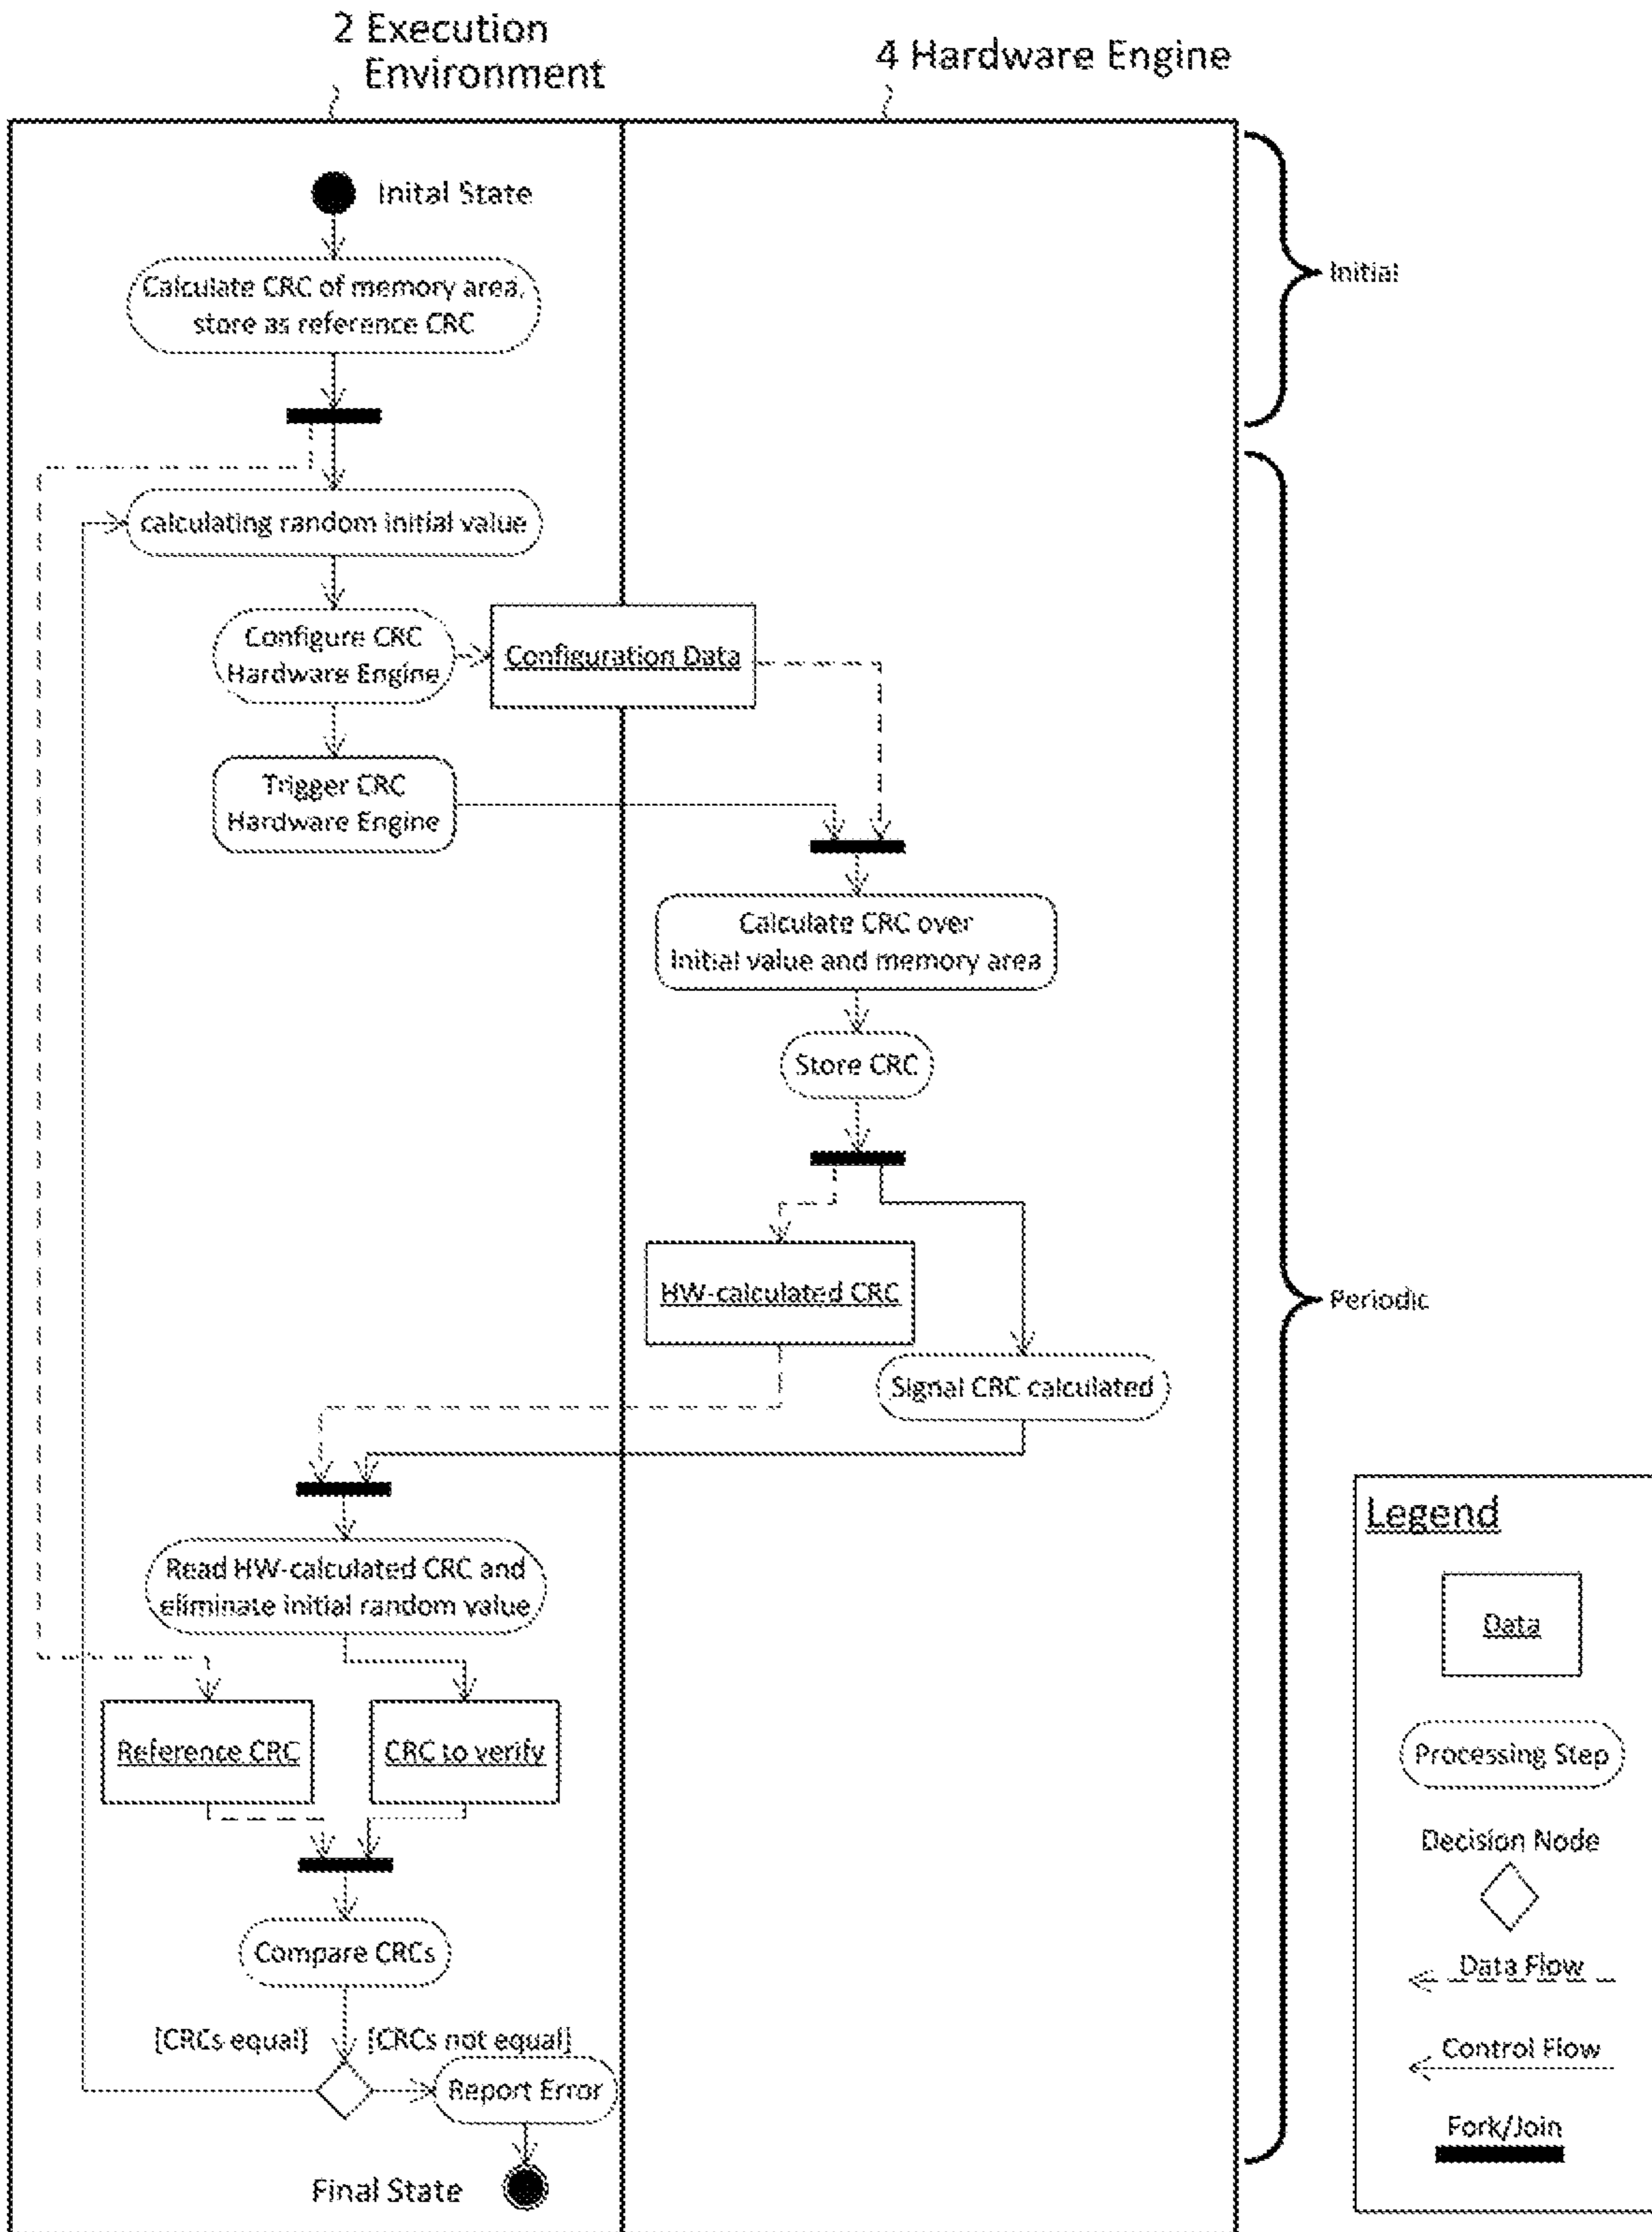 2 Execution
Environment
4 Hardware Engine
Inital State
Calculate CRC of memory area,
store as reference CRC
Initial
calculating random initial value
Configure CRC
Hardware Engine
Configuration Data
Trigger CRC
Hardware Engine
Calculate CRC over
Initial value and memory area
Store CRC
HW-calculated CRC
Periodic
Signal CRC calculated
Read HW-calculated CRC and
eliminate initial random value
Reference CRC
CRC to verify
Compare CRCs
[CRCs equal]
[CRCs not equal]
Report Error
Final State
Legend
Data
Processing Step
Decision Node
Data Flow
Control Flow
Fork/Join